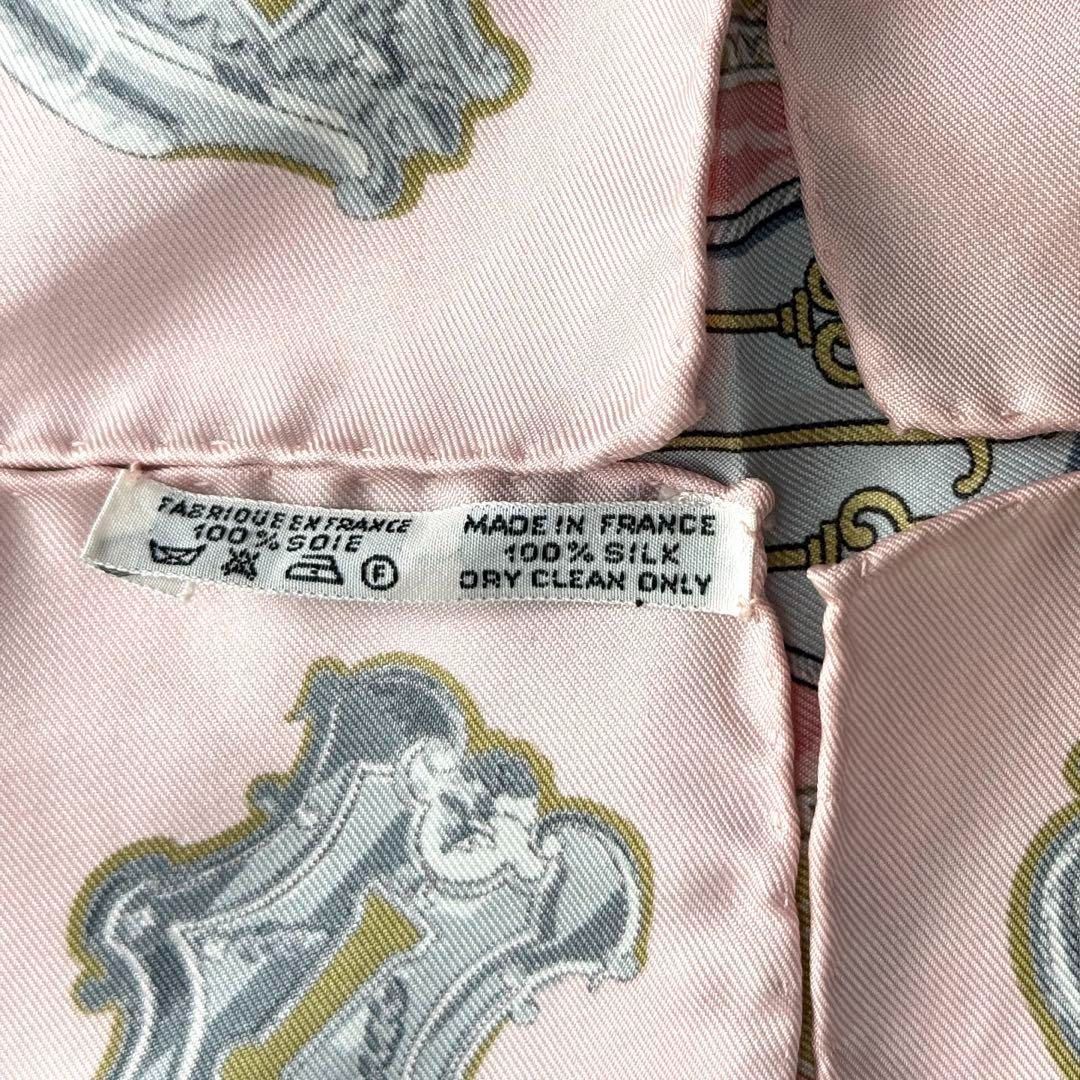 FABRIQUE EN FRANCE
100% SOIE
F
MADE IN FRANCE
100% SILK
DRY CLEAN ONLY